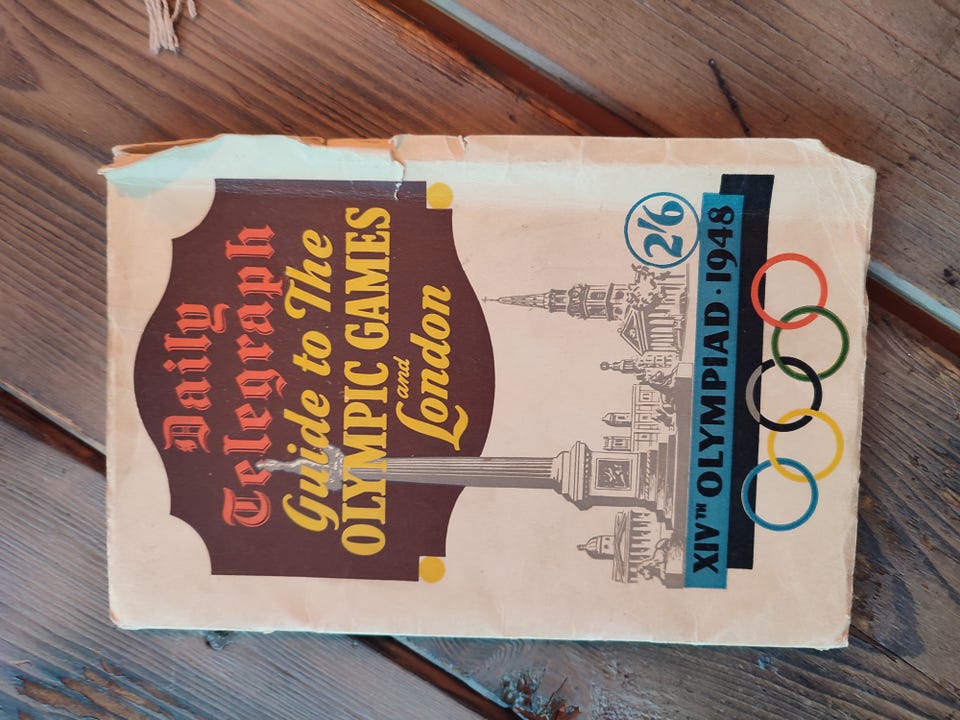 Daily
Telegraph
Guide to The
OLYMPIC GAMES
and
London
2/6
XIVTH OLYMPIAD · 1948